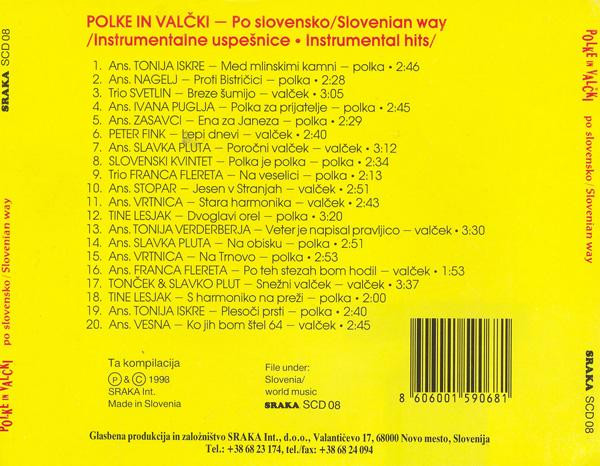 POLKE IN VALČKI – Po slovensko/Slovenian way
/Instrumentalne uspešnice • Instrumental hits/
1. Ans. TONIJA ISKRE – Med mlinskimi kamni – polka • 2:46
2. Ans. NAGELJ – Proti Bistričici – polka • 2:28
3. Trio SVETLIN – Breze šumijo – valček • 3:05
4. Ans. IVANA PUGLJA – Polka za prijatelje – polka • 2:45
5. Ans. ZASAVCI – Ena za Janeza – polka • 2:29
6. PETER FINK – Lepi dnevi – valček • 2:40
7. Ans. SLAVKA PLUTA – Poročni valček – valček • 3:12
8. SLOVENSKI KVINTET – Polka je polka – polka • 2:34
9. Trio FRANCA FLERETA – Na veselici – polka • 2:13
10. Ans. STOPAR – Jesen v Stranjah – valček • 2:51
11. Ans. VRTNICA – Stara harmonika – valček • 2:43
12. TINE LESJAK – Dvoglavi orel – polka • 3:20
13. Ans. TONIJA VERDERBERJA – Veter je napisal pravljico – valček • 3:30
14. Ans. SLAVKA PLUTA – Na obisku – polka • 2:51
15. Ans. VRTNICA – Na Trnovo – polka • 2:53
16. Ans. FRANCA FLERETA – Po teh stezah bom hodil – valček • 1:53
17. TONČEK & SLAVKO PLUT – Snežni valček – valček • 3:37
18. TINE LESJAK – S harmoniko na preži – polka • 2:00
19. Ans. TONIJA ISKRE – Plesoči prsti – polka • 2:40
20. Ans. VESNA – Ko jih bom štel 64 – valček • 2:45
Ta kompilacija
Ⓟ & © 1998
SRAKA Int.
Made in Slovenia
File under:
Slovenia/
world music
SRAKA SCD 08
8 606001 590681
Glasbena produkcija in založništvo SRAKA Int., d.o.o., Valantičevo 17, 68000 Novo mesto, Slovenija
Tel.: +38 68 23 174, tel./fax: +38 68 24 094
SRAKA SCD 08
po slovensko/Slovenian way
POLKE IN VALČKI
POLKE IN VALČKI
po slovensko/Slovenian way
SRAKA SCD 08